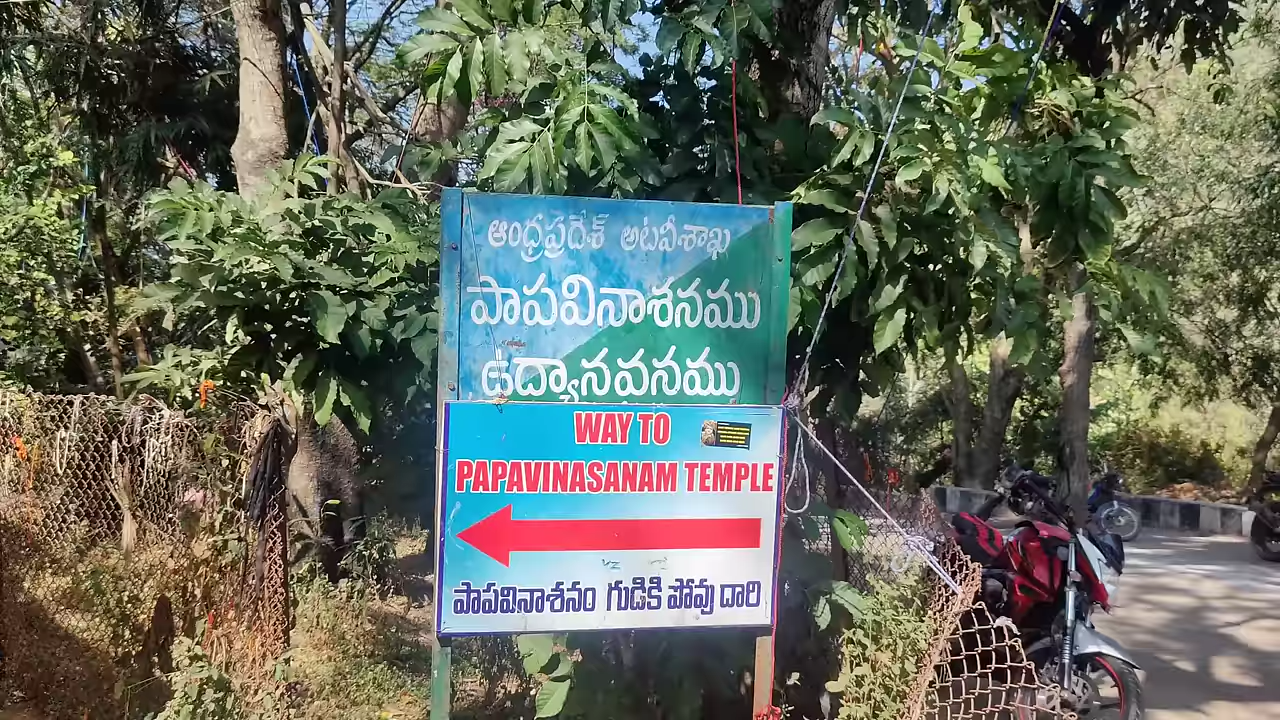 ఆంధ్రప్రదేశ్ అటవీశాఖ
పాపవినాశనము
ఉద్యానవనము
WAY TO
PAPAVINASANAM TEMPLE
పాపవినాశనం గుడికి పోవు దారి